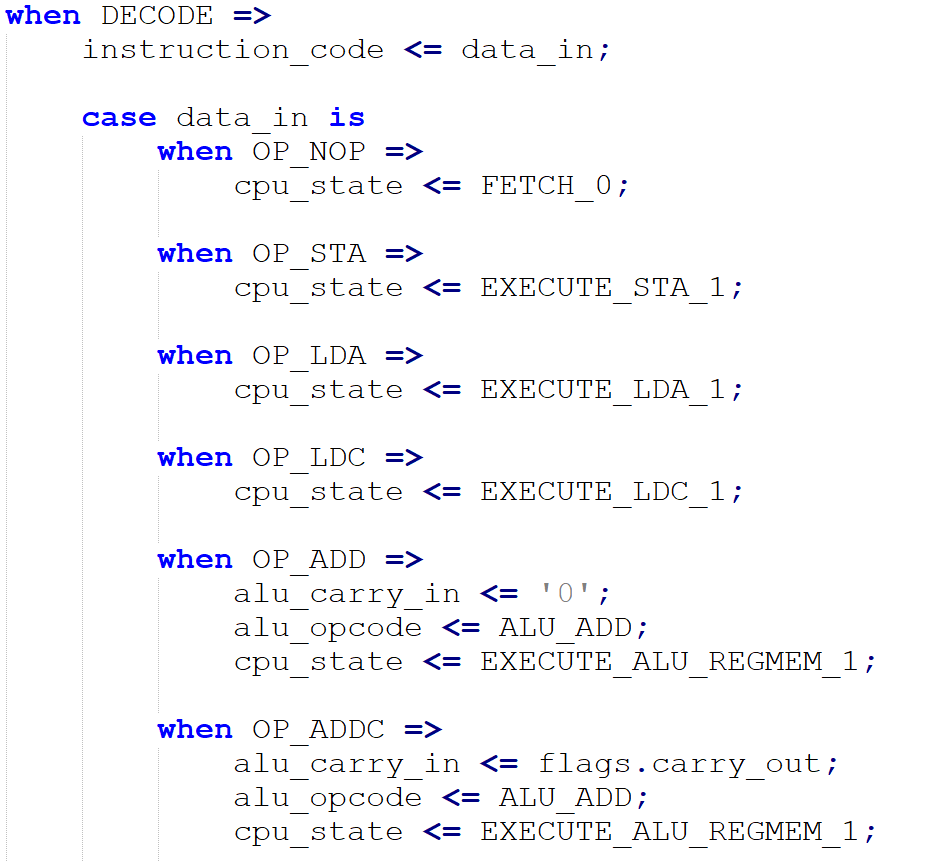 when DECODE =>
instruction_code <= data_in;
case data_in is
when OP_NOP =>
cpu_state <= FETCH_0;
when OP_STA =>
cpu_state <= EXECUTE_STA_1;
when OP_LDA =>
cpu_state <= EXECUTE_LDA_1;
when OP_LDC =>
cpu_state <= EXECUTE_LDC_1;
when OP_ADD =>
alu_carry_in <= '0';
alu_opcode <= ALU_ADD;
cpu_state <= EXECUTE_ALU_REGMEM_1;
when OP_ADDC =>
alu_carry_in <= flags.carry_out;
alu_opcode <= ALU_ADD;
cpu_state <= EXECUTE_ALU_REGMEM_1;